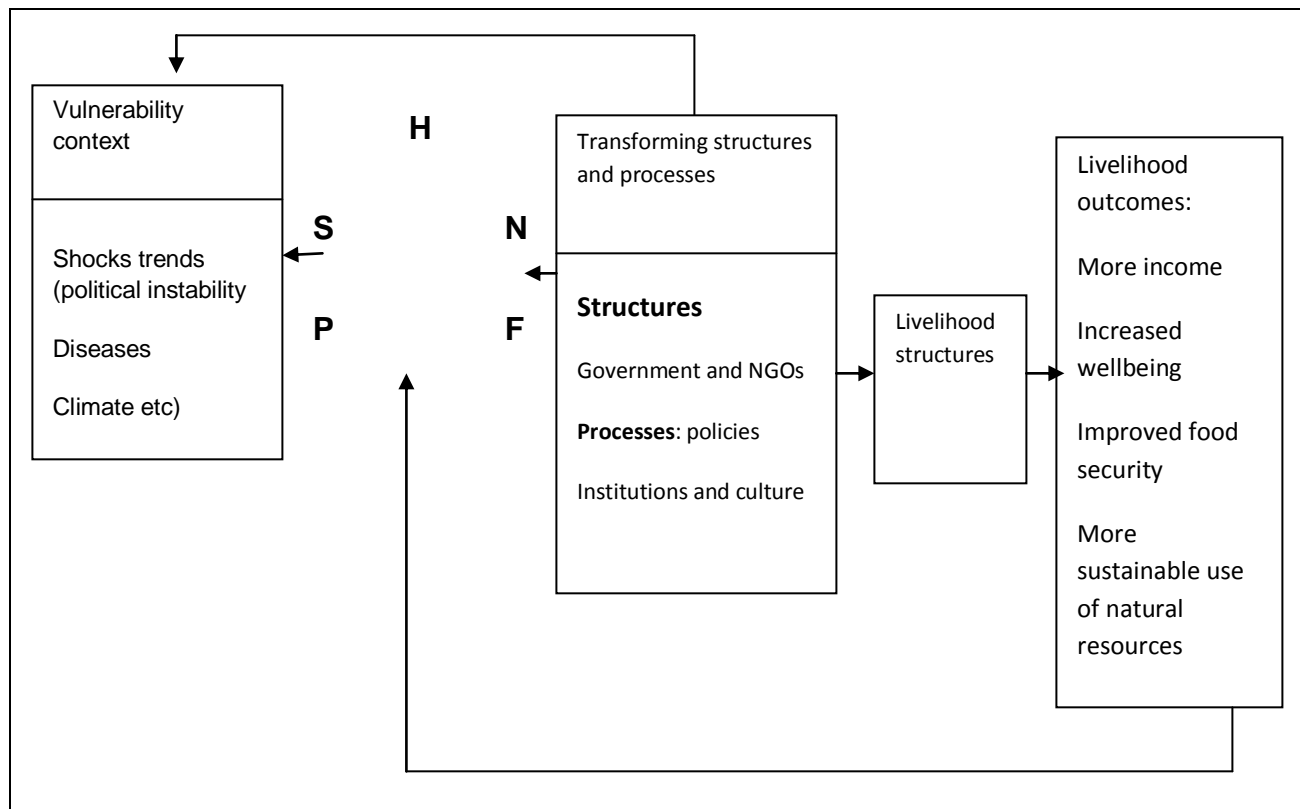 Vulnerability
context
Shocks trends
(political instability
Diseases
Climate etc)
H
S
N
P
F
Transforming structures
and processes
Structures
Government and NGOs
Processes: policies
Institutions and culture
Livelihood
structures
Livelihood
outcomes:
More income
Increased
wellbeing
Improved food
security
More
sustainable use
of natural
resources